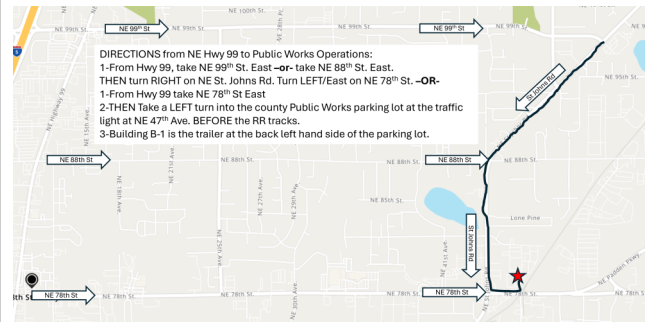 NE 100th St.
NE 99th St.
NE 99th St
NE 99th St.
NE 99th St
NE 99th St.
NE 99th St.
DIRECTIONS from NE Hwy 99 to Public Works Operations:
1-From Hwy 99, take NE 99th St. East –or- take NE 88th St. East.
THEN turn RIGHT on NE St. Johns Rd. Turn LEFT/East on NE 78th St. –OR-
1-From Hwy 99 take NE 78th St East
2-THEN Take a LEFT turn into the county Public Works parking lot at the traffic
light at NE 47th Ave. BEFORE the RR tracks.
3-Building B-1 is the trailer at the back left hand side of the parking lot.
NE 95th St.
St Johns Rd
5
NE Highway 99
NE 15th Ave.
NE 88th St
NE 88th St.
NE 88th St
NE 88th St.
NE 21st Ave
NE 18th Ave.
NE 27th Ave.
NE 29th Ave
NE 85th St.
Lone Pine
NE 25th Ave.
St Johns Rd
NE 41st Ave.
NE Padden Pkwy.
NE 78th St
NE 78th St.
NE 30th Ave.
NE 78th St.
NE 78th St
NE 78th St.